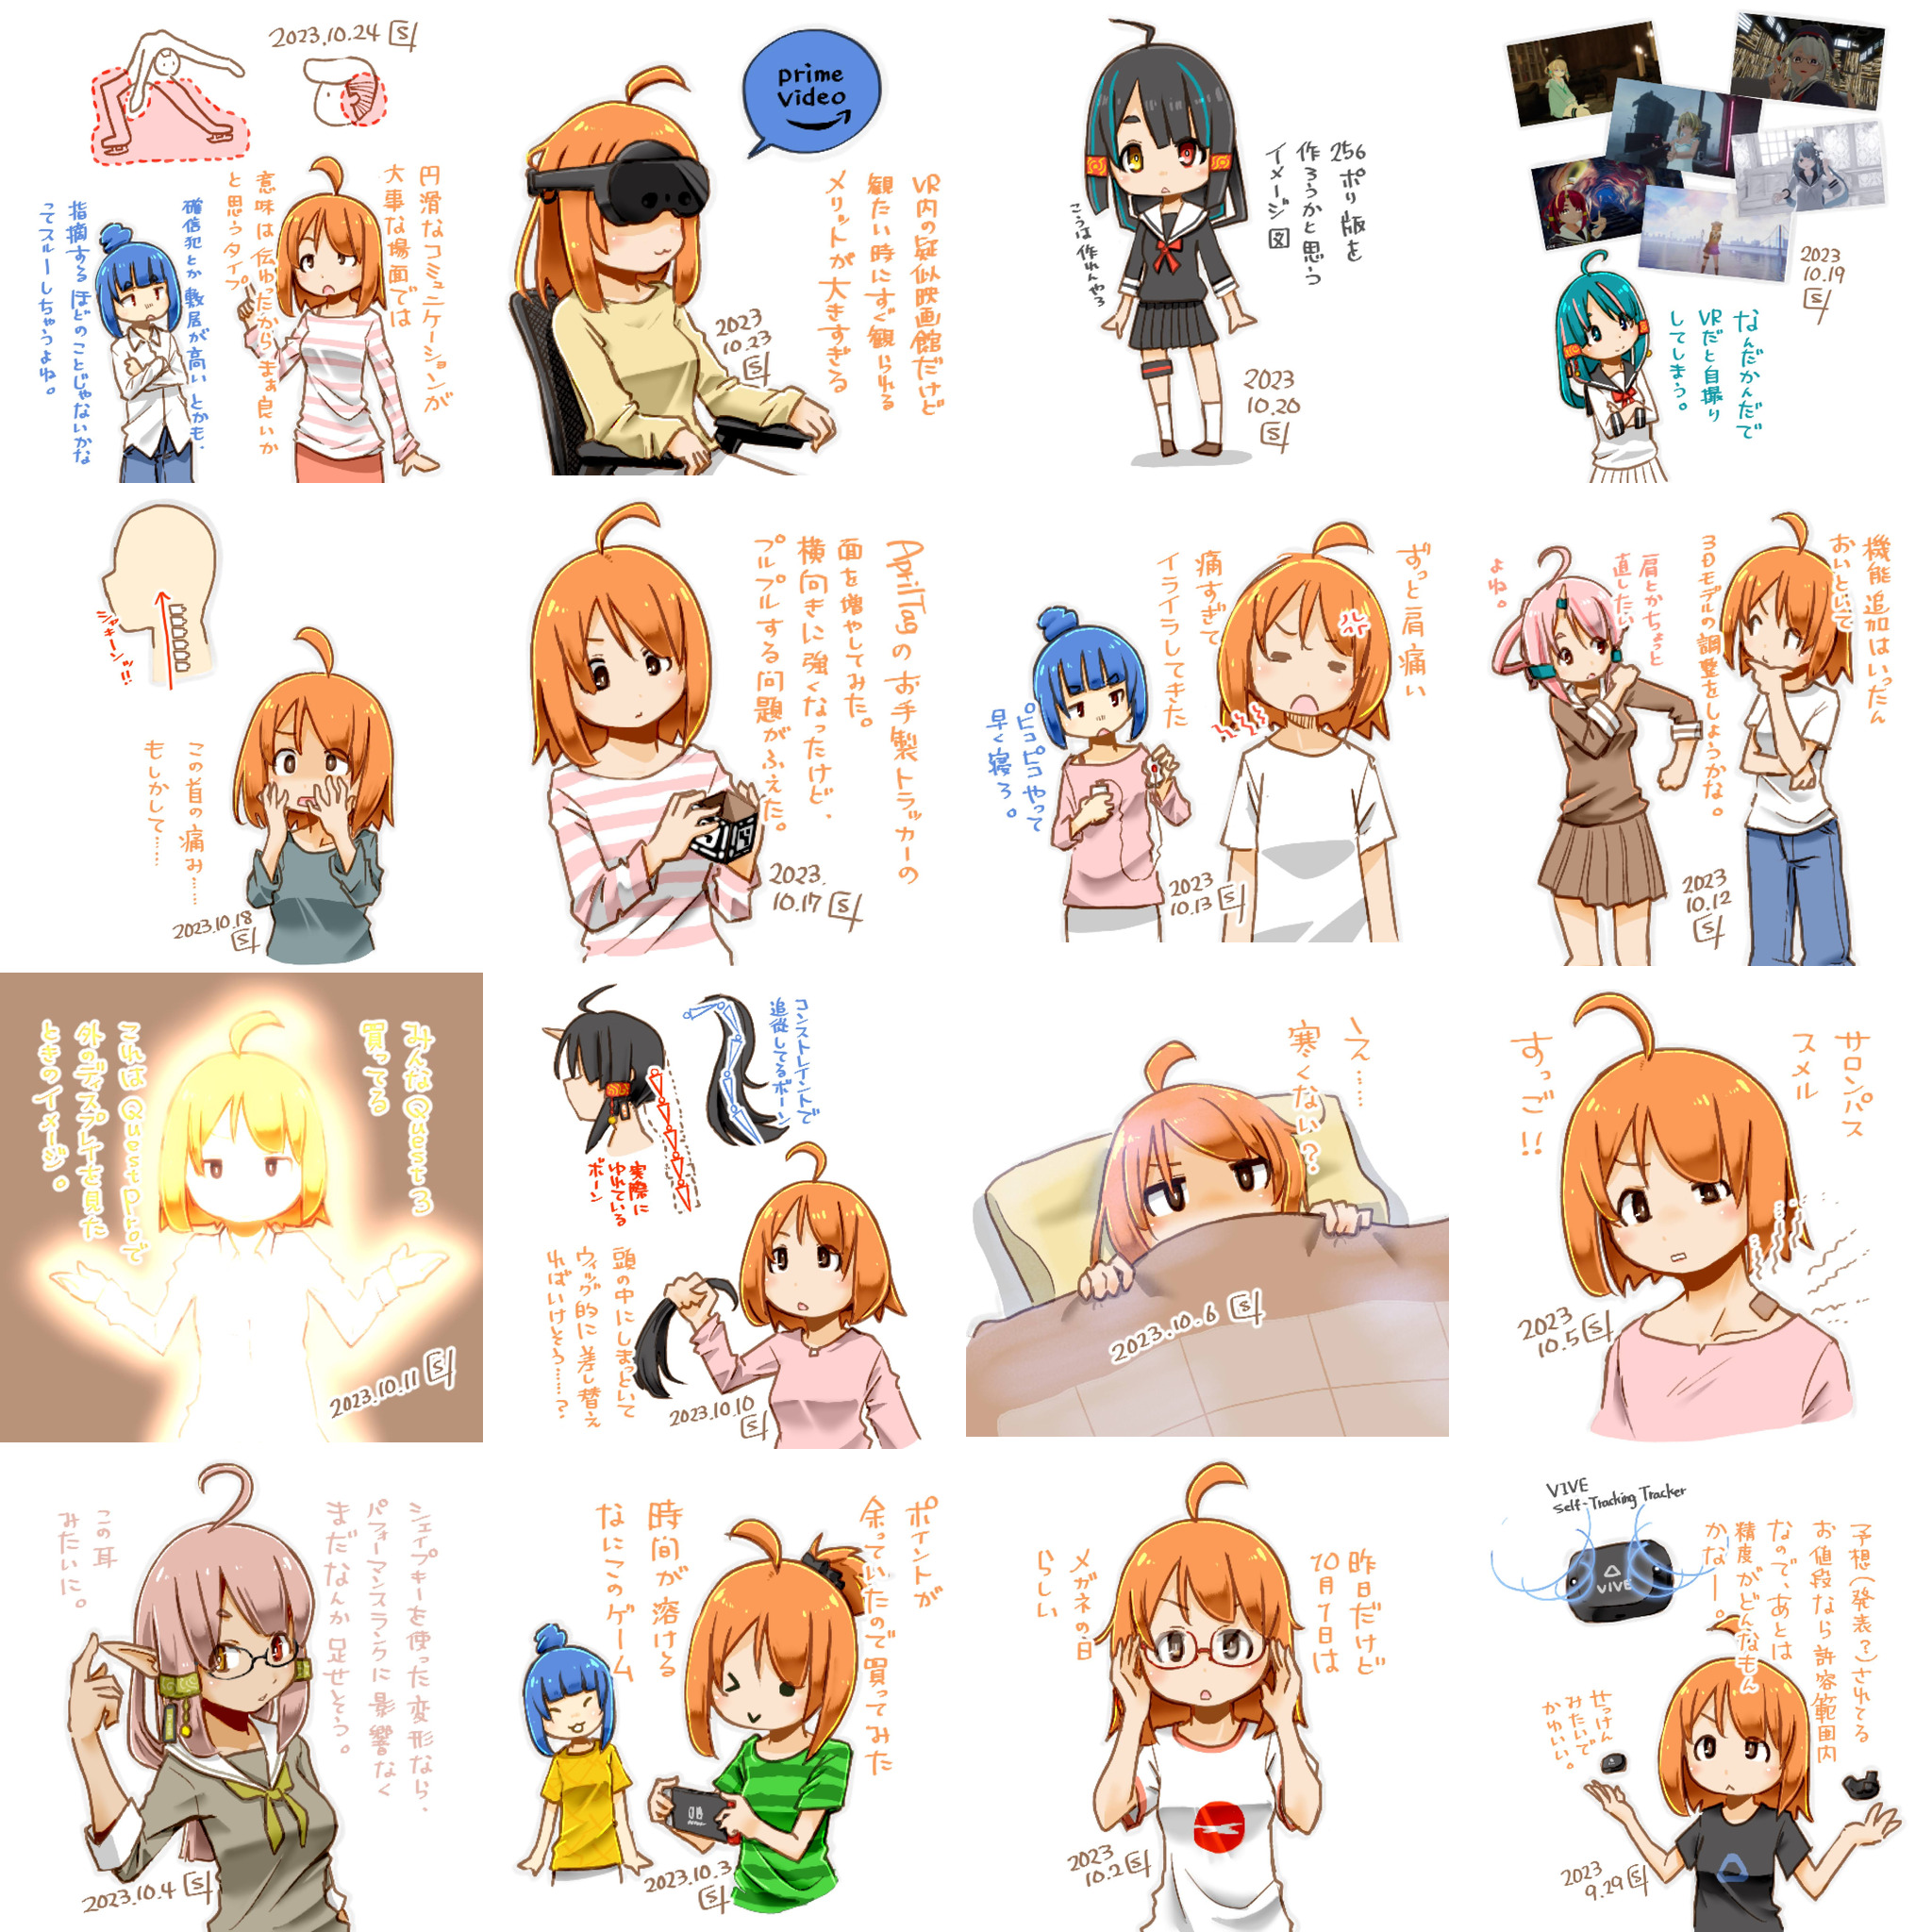 2023.10.24
円滑なコミュニケーションが
大事な場面では
意味は伝わったからまぁ良いか
と思うタイプ
確信犯とか敷居が高いとかも、
指摘するほどのことじゃないかな
ってスルーしちゃうよね。
prime
video
VR内の疑似映画館だけど
観たい時にすぐ観られる
メリットが大きすぎる
2023
10.23
256ポリ版を
作ろうかと思う
イメージ図
こうは作れんやろ
2023
10.20
2023
10.19
なんだかんだで
VRだと自撮り
してしまう。
ジャキーンッ!!
この首の痛み……
もしかして……
2023.10.18
AprilTagのお手製トラッカーの
面を増やしてみた。
横向きに強くなったけど、
プルプルする問題がふえた。
2023.
10.17
ずっと肩痛い
痛すぎて
イライラしてきた
ピコピコやって
早く寝ろ。
2023
10.13
機能追加はいったん
おいといて
3Dモデルの調整をしようかな。
肩とかちょっと
直したい
よね。
2023
10.12
みんなQuest3
買ってる
これはQuest Proで
外のディスプレイを見た
ときのイメージ。
2023.10.11
コンストレイントで
追従してるボーン
実際に
ゆれている
ボーン
頭の中にしまっといて
ウィッグ的に差し替え
ればいけそう……?
2023.10.10
え……
寒くない?
2023.10.6
サロンパス
スメル
すっご!!
2023
10.5
シェイプキーを使った変形なら、
パフォーマンスランクに影響なく
まだなんか足せそう。
この耳
みたいに。
2023.10.4
ポイントが
余っていたので買ってみた
時間が溶ける
なにこのゲーム
2023.10.3
昨日だけど
10月1日は
メガネの日
らしい
2023
10.2
VIVE
Self-Tracking Tracker
VIVE
予想(発表?)されてる
お値段なら許容範囲内
なので、あとは
精度がどんなもん
かなー。
せっけん
みたいで
かわいい。
2023
9.29